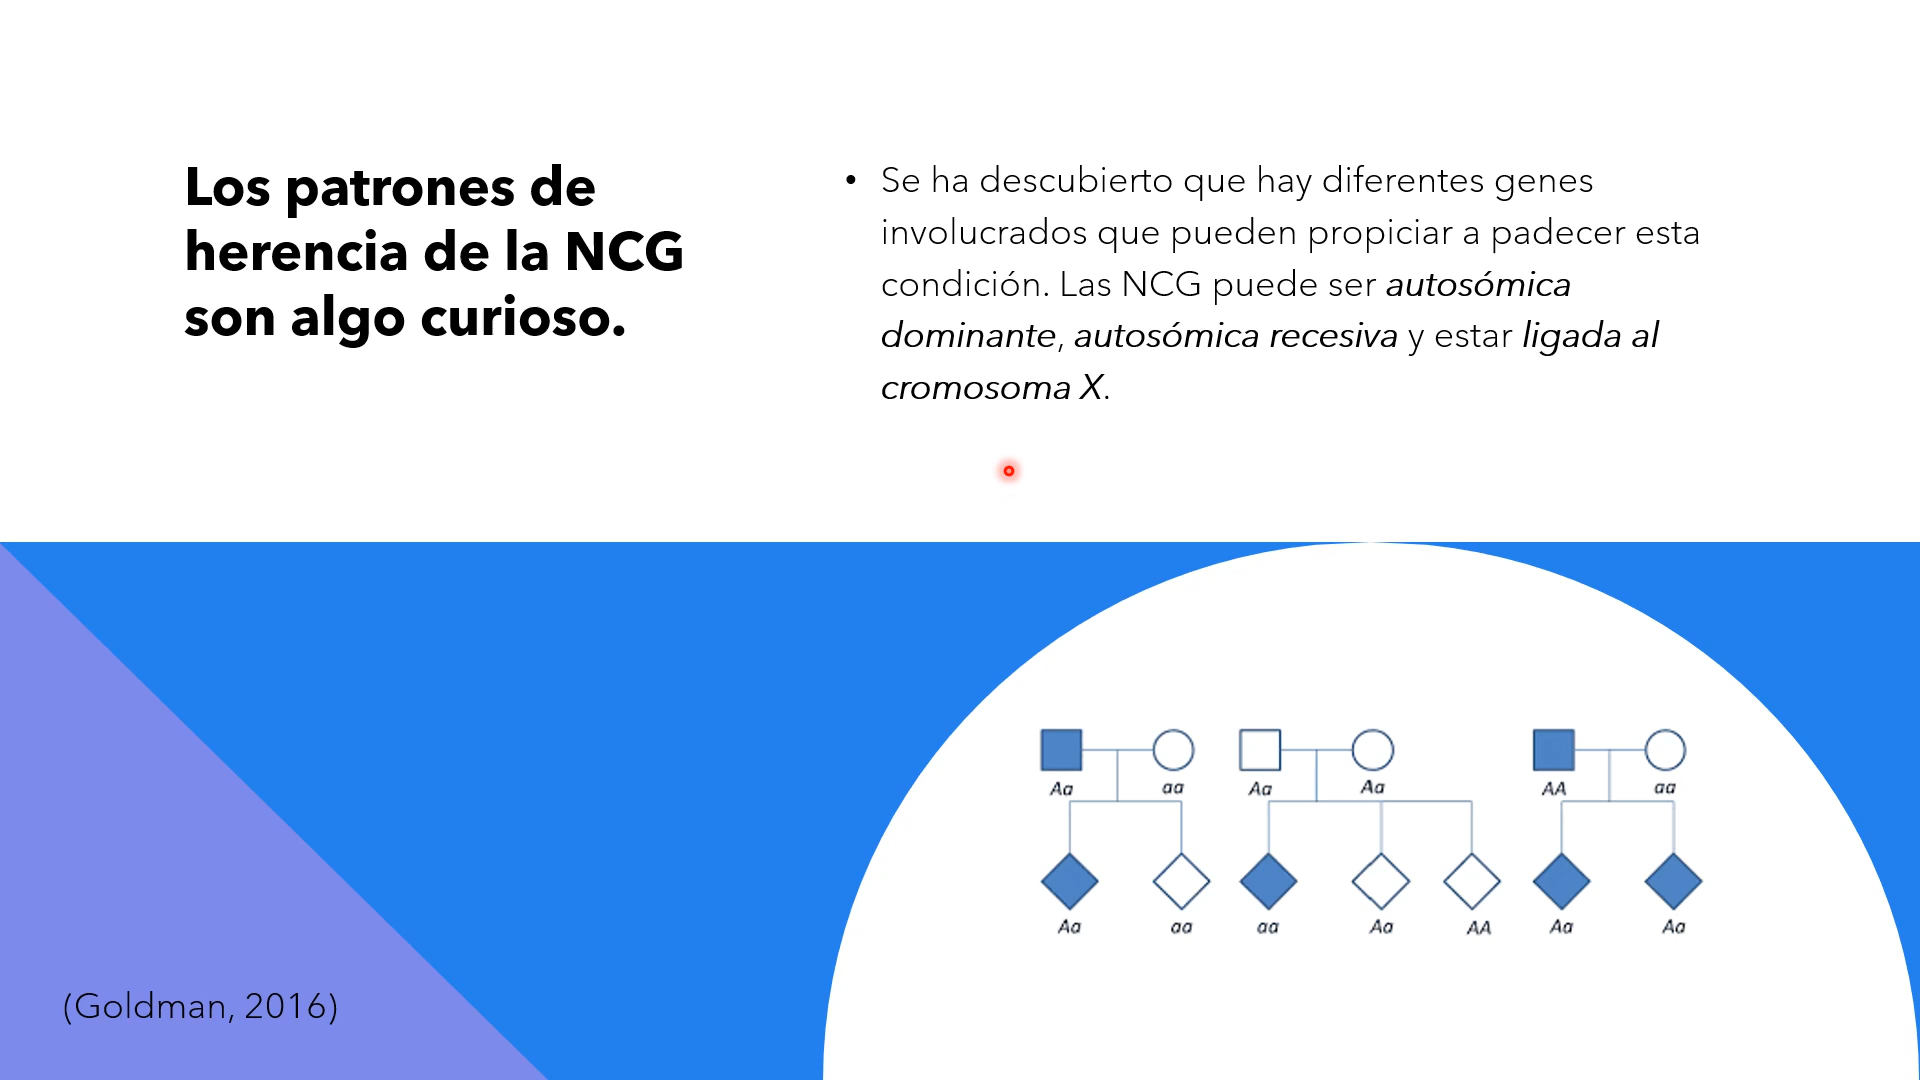 Los patrones de
herencia de la NCG
son algo curioso.
• Se ha descubierto que hay diferentes genes
involucrados que pueden propiciar a padecer esta
condición. Las NCG puede ser autosómica
dominante, autosómica recesiva y estar ligada al
cromosoma X.
Aa aa Aa Aa AA aa
Aa aa aa Aa AA Aa Aa
(Goldman, 2016)